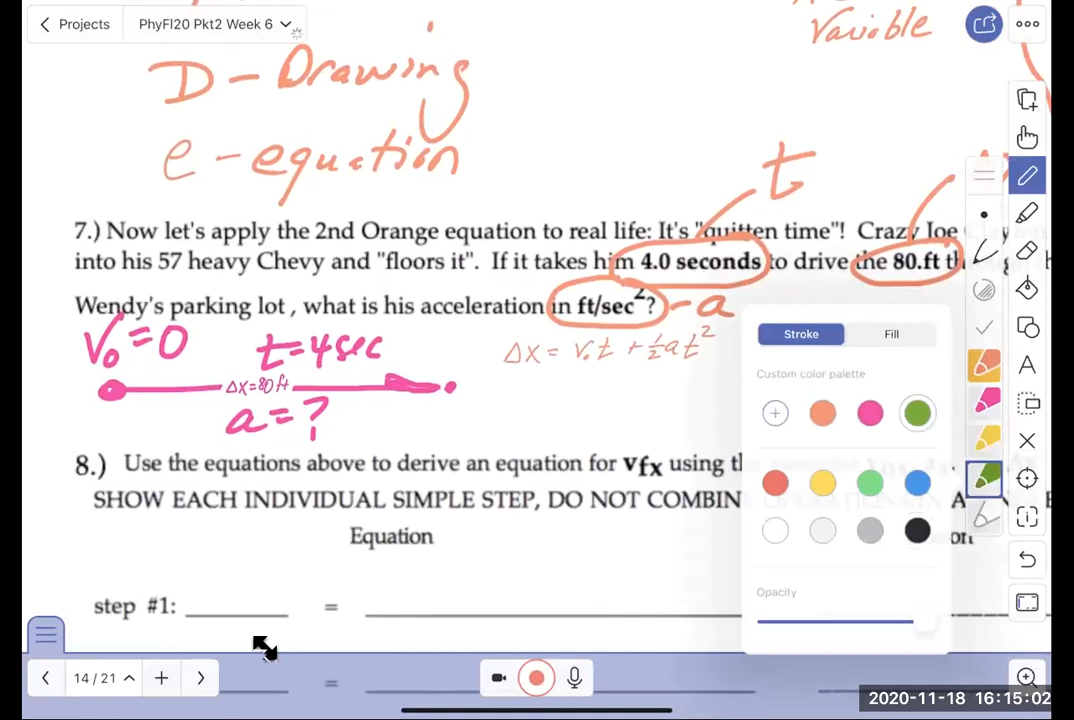 Projects PhyFl20 Pkt2 Week 6
Variable
D - Drawing
e - equation
t
7.) Now let's apply the 2nd Orange equation to real life: It's "quitten time"! Crazy Joe
into his 57 heavy Chevy and "floors it". If it takes him 4.0 seconds to drive the 80.ft
Wendy's parking lot , what is his acceleration in ft/sec²? - a
V₀ = 0 t = 4 sec Δx = v₀t + ½at²
Δx = 80 ft
a = ?
Stroke Fill
Custom color palette
8.) Use the equations above to derive an equation for vfx using
SHOW EACH INDIVIDUAL SIMPLE STEP, DO NOT COMBINE
Equation
Opacity
step #1: ________ = ________
14 / 21
=
2020-11-18 16:15:02